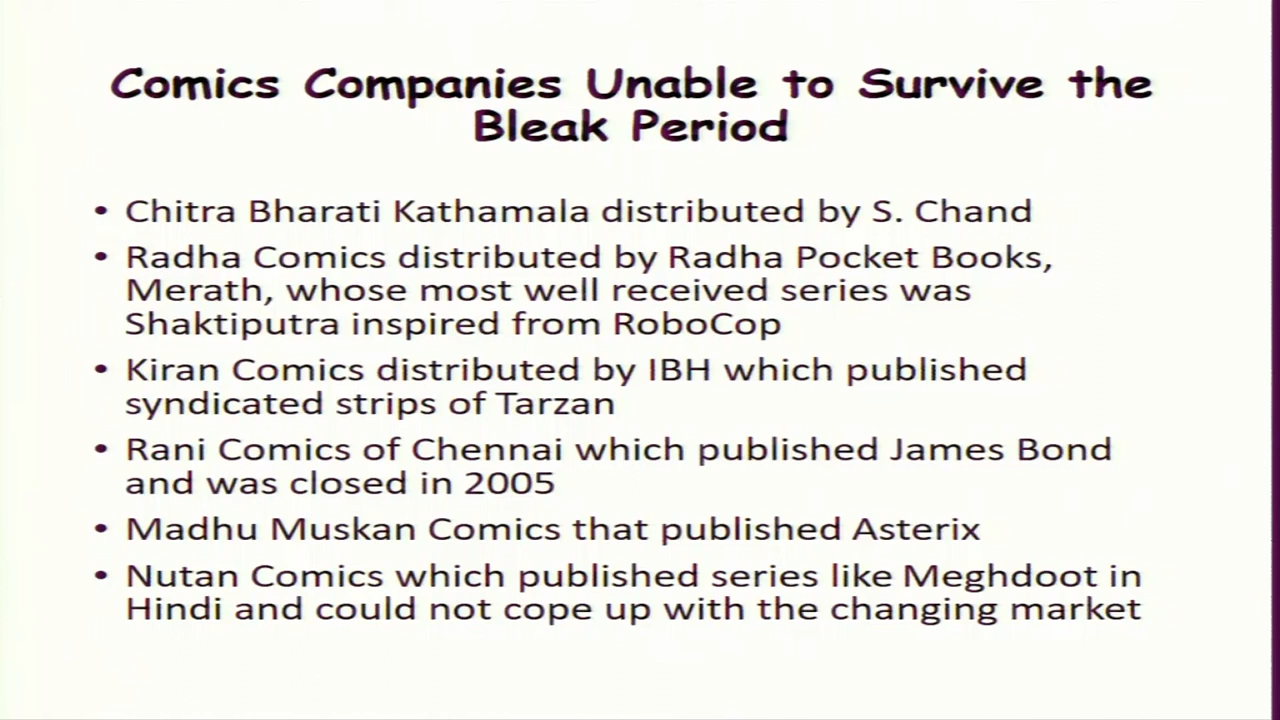 Comics Companies Unable to Survive the
Bleak Period
• Chitra Bharati Kathamala distributed by S. Chand
• Radha Comics distributed by Radha Pocket Books,
Merath, whose most well received series was
Shaktiputra inspired from RoboCop
• Kiran Comics distributed by IBH which published
syndicated strips of Tarzan
• Rani Comics of Chennai which published James Bond
and was closed in 2005
• Madhu Muskan Comics that published Asterix
• Nutan Comics which published series like Meghdoot in
Hindi and could not cope up with the changing market